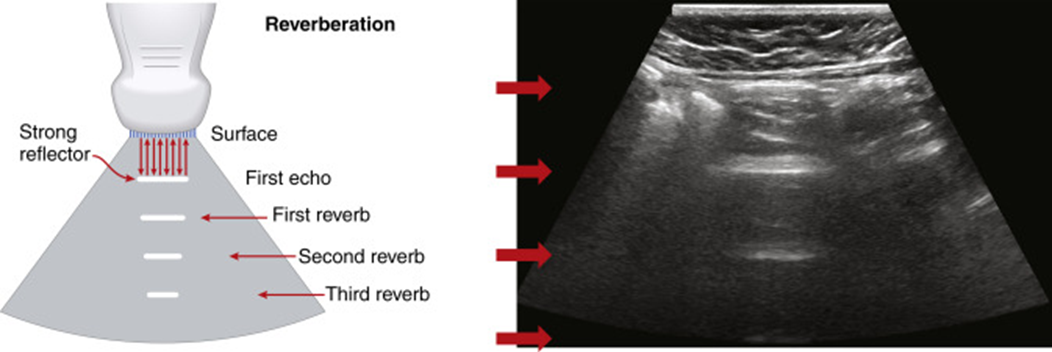 Reverberation
Strong
reflector
Surface
First echo
First reverb
Second reverb
Third reverb